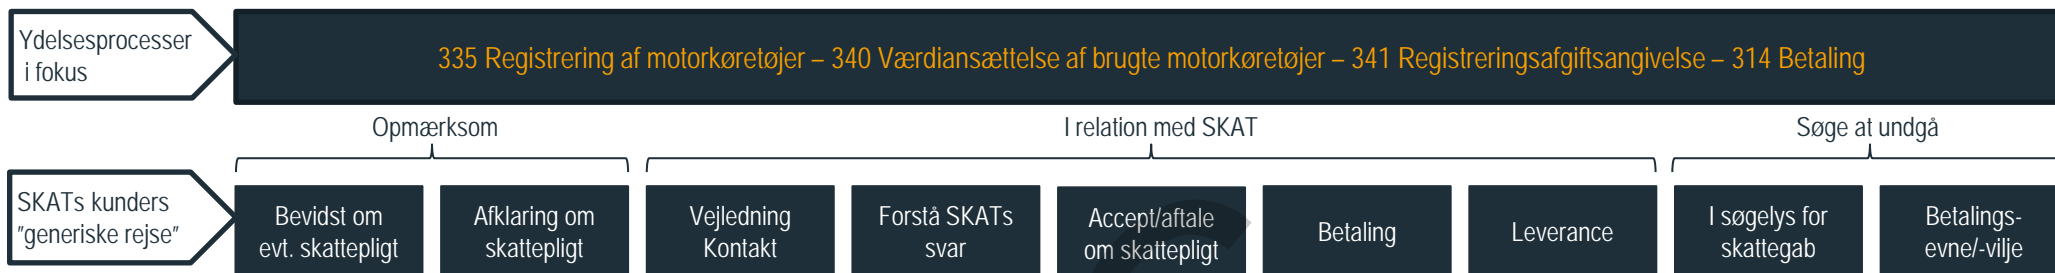 Ydelsesprocesser
i fokus
335 Registrering af motorkøretøjer – 340 Værdiansættelse af brugte motorkøretøjer – 341 Registreringsafgiftsangivelse – 314 Betaling
Opmærksom
I relation med SKAT
Søge at undgå
SKATs kunders
"generiske rejse"
Bevidst om
evt. skattepligt
Afklaring om
skattepligt
Vejledning
Kontakt
Forstå SKATs
svar
Accept/aftale
om skattepligt
Betaling
Leverance
I søgelys for
skattegab
Betalings-
evne/-vilje